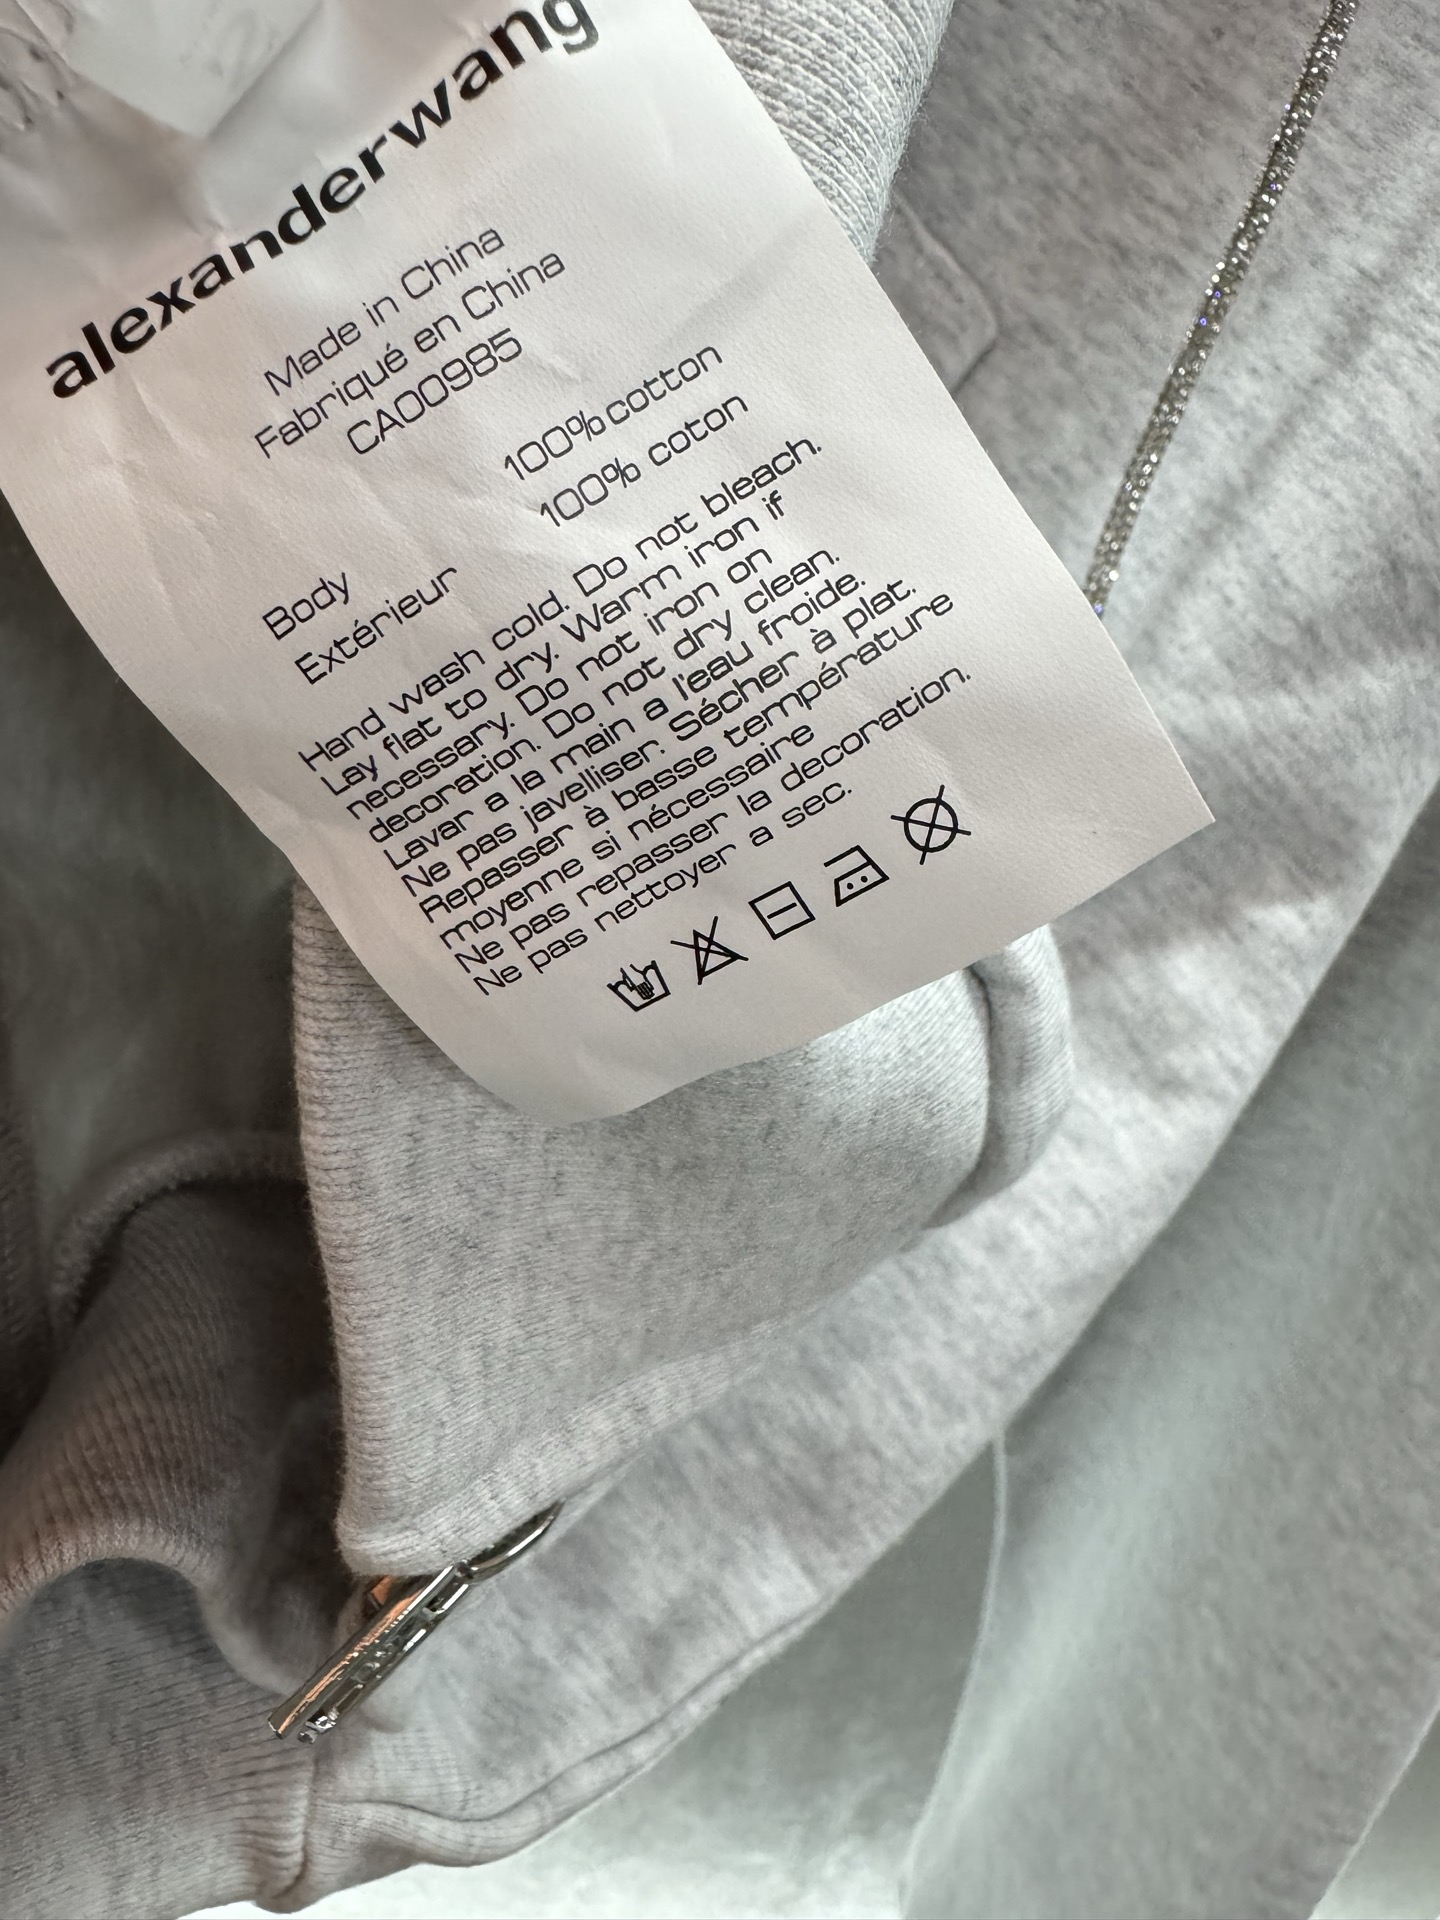 alexanderwang
Made in China
Fabriqué en China
CA00985
100%cotton
100% coton
Body
Extérieur
Hand wash cold. Do not bleach.
Lay flat to dry. Warm iron if
necessary. Do not iron on
decoration. Do not dry clean.
Lavar a la main a l'eau froide.
Ne pas javelliser. Sécher à plat.
Repasser à basse température
moyenne si nécessaire
Ne pas repasser la decoration.
Ne pas nettoyer a sec.